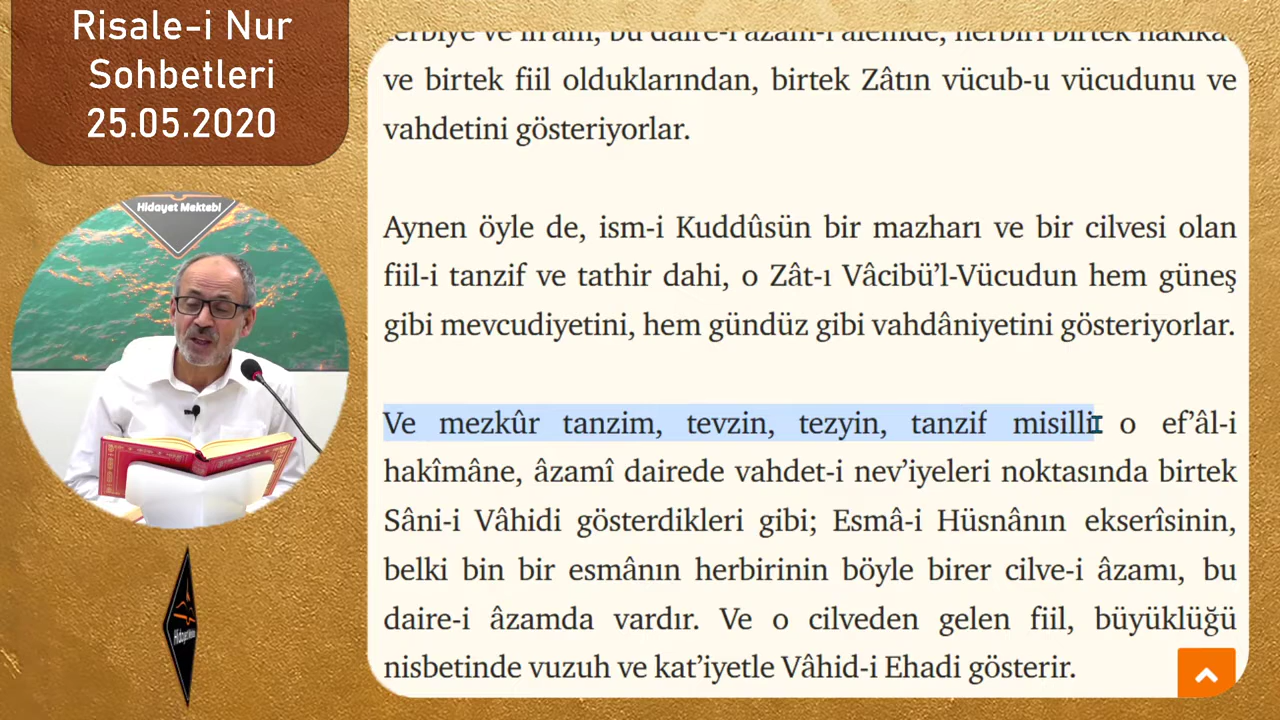 Risale-i Nur
Sohbetleri
25.05.2020
Hidayet Mektebi
ve birtek fiil olduklarından, birtek Zâtın vücub-u vücudunu ve
vahdetini gösteriyorlar.
Aynen öyle de, ism-i Kuddûsün bir mazharı ve bir cilvesi olan
fiil-i tanzif ve tathir dahi, o Zât-ı Vâcibü’l-Vücudun hem güneş
gibi mevcudiyetini, hem gündüz gibi vahdâniyetini gösteriyorlar.
Ve mezkûr tanzim, tevzin, tezyin, tanzif misilli o ef’âl-i
hakîmâne, âzamî dairede vahdet-i nev’iyeleri noktasında birtek
Sâni-i Vâhidi gösterdikleri gibi; Esmâ-i Hüsnânın ekserîsinin,
belki bin bir esmânın herbirinin böyle birer cilve-i âzamı, bu
daire-i âzamda vardır. Ve o cilveden gelen fiil, büyüklüğü
nisbetinde vuzuh ve kat’iyetle Vâhid-i Ehadi gösterir.